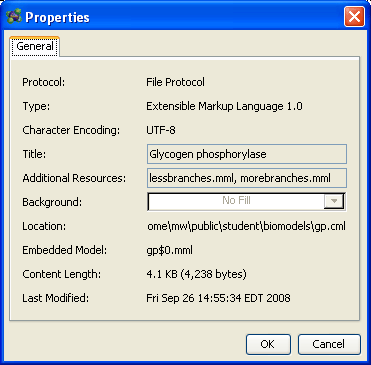 Properties
General
Protocol: File Protocol
Type: Extensible Markup Language 1.0
Character Encoding: UTF-8
Title: Glycogen phosphorylase
Additional Resources: lessbranches.mml, morebranches.mml
Background: No Fill
Location: ome\mw\public\student\biomodels\gp.cml
Embedded Model: gp$0.mml
Content Length: 4.1 KB (4,238 bytes)
Last Modified: Fri Sep 26 14:55:34 EDT 2008
OK Cancel